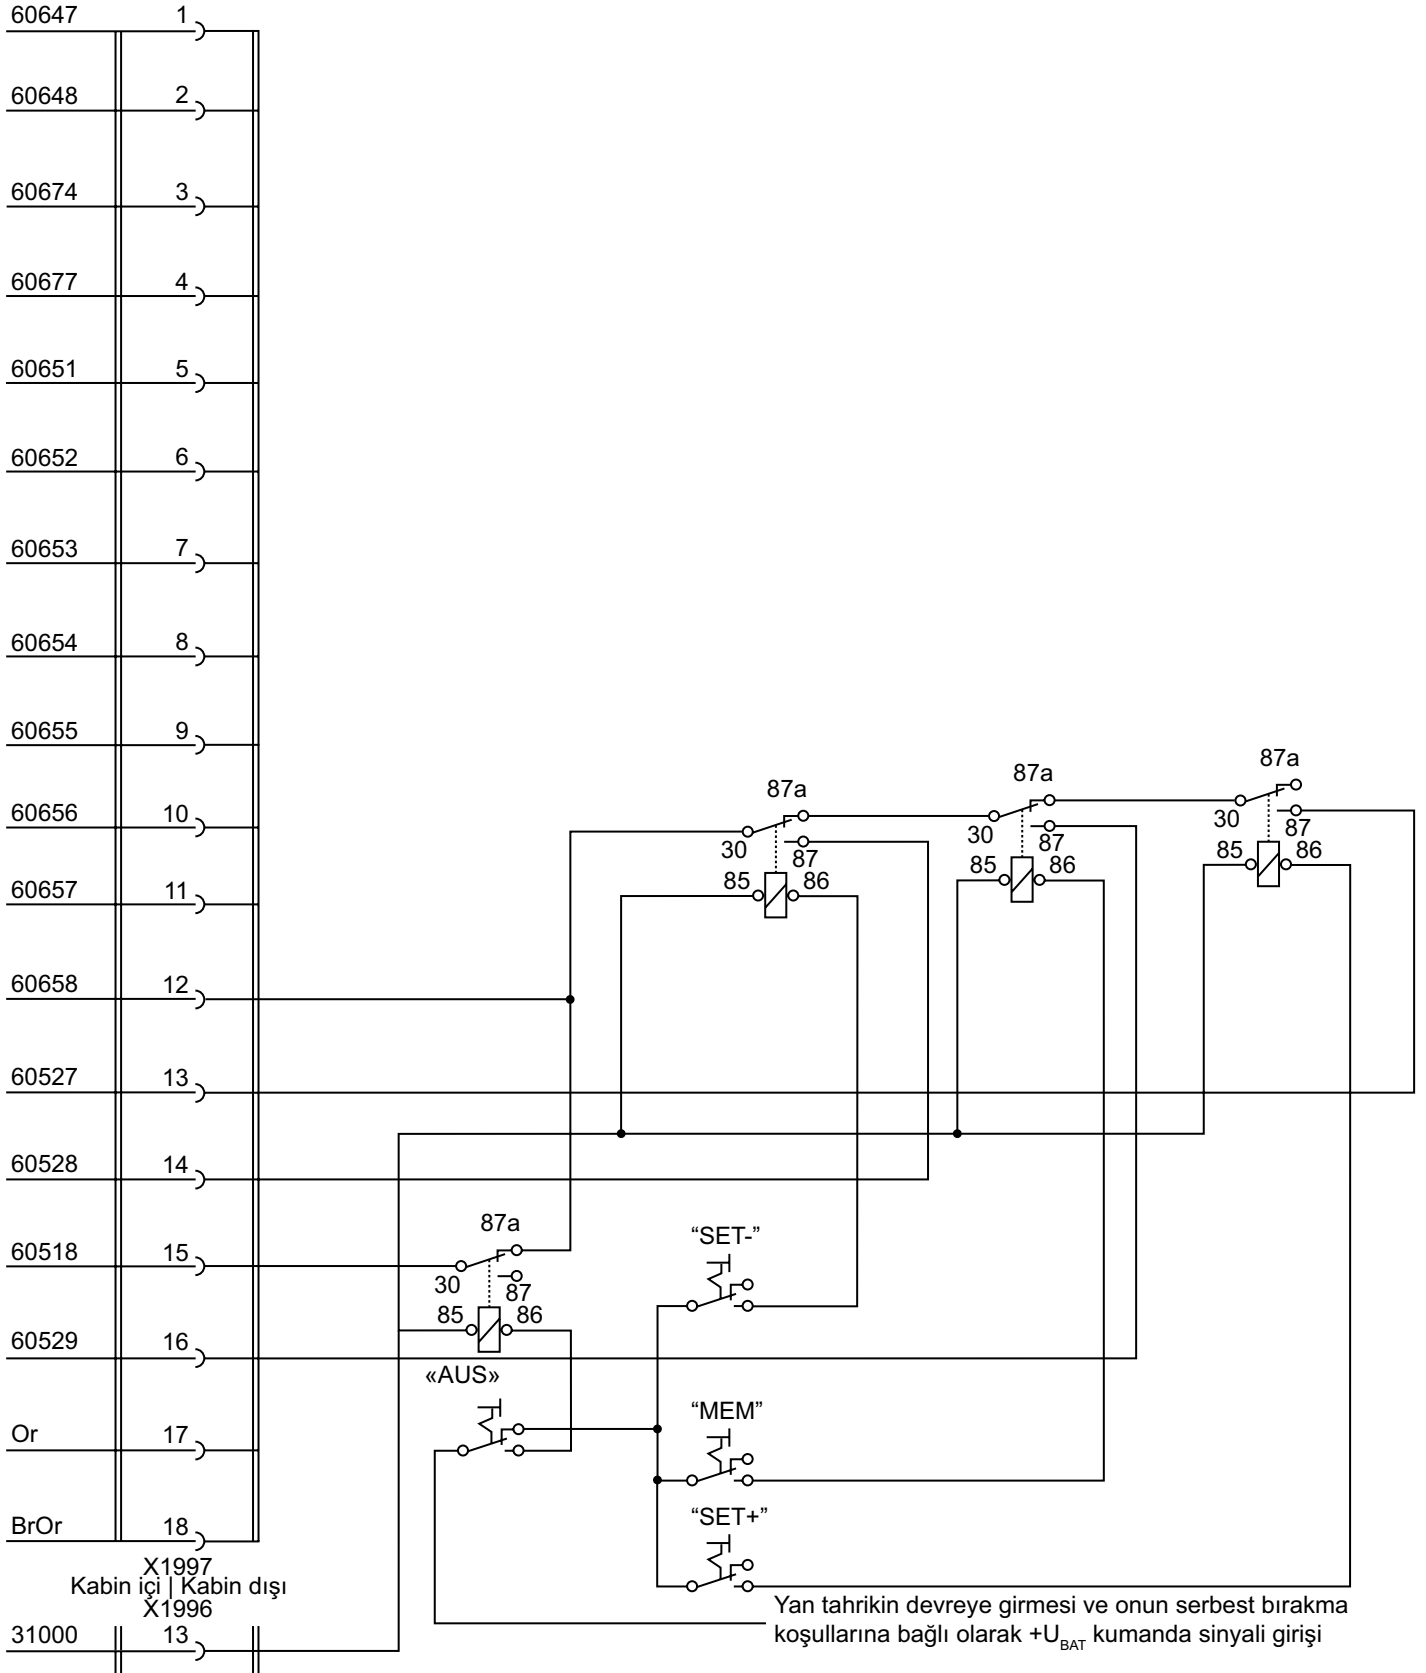 60647 1
60648 2
60674 3
60677 4
60651 5
60652 6
60653 7
60654 8
60655 9
87a
87a
87a
60656 10
30 87
30 87
30 87
85 86
85 86
85 86
60657 11
60658 12
60527 13
60528 14
87a
“SET-”
60518 15
30 87
85 86
60529 16
«AUS»
“MEM”
Or 17
“SET+”
BrOr 18
X1997
Kabin içi | Kabin dışı
X1996
31000 13
Yan tahrikin devreye girmesi ve onun serbest bırakma
koşullarına bağlı olarak +UBAT kumanda sinyali girişi